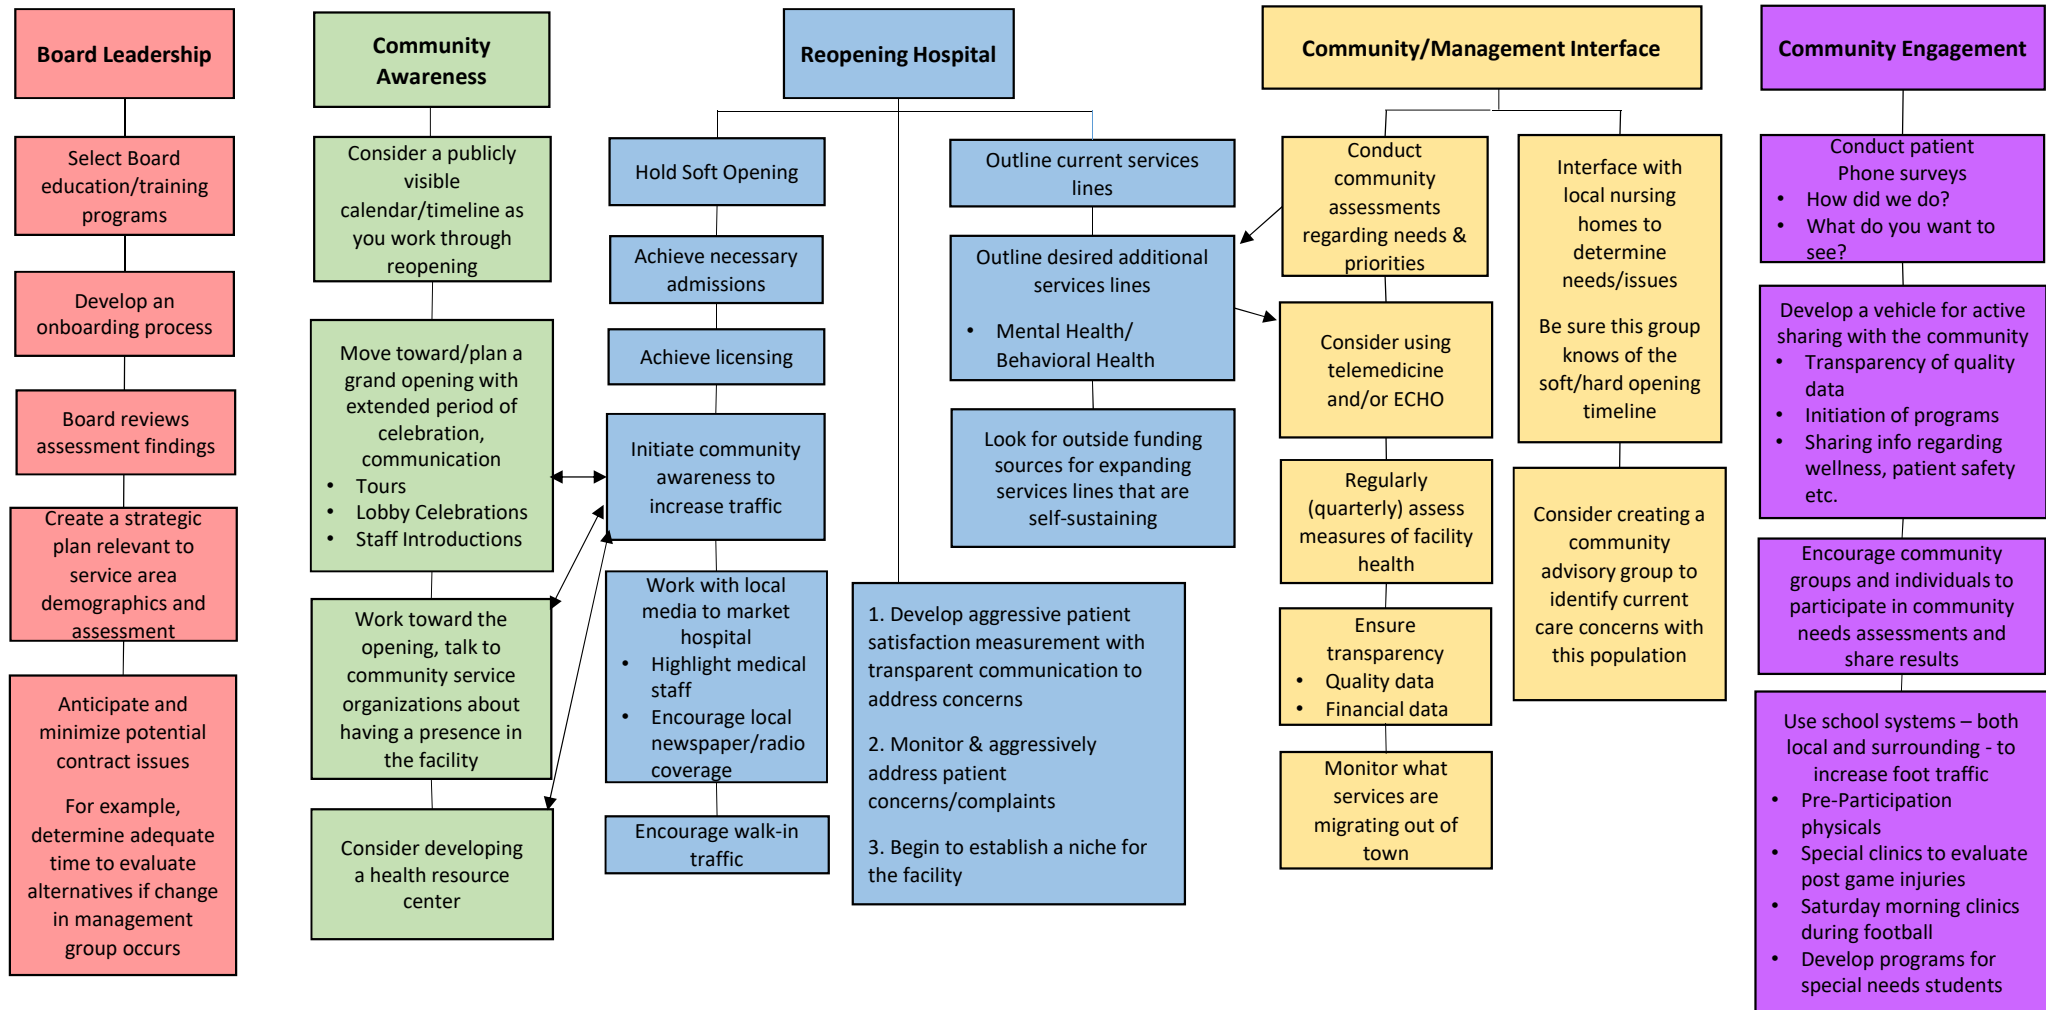 Board Leadership
Select Board
education/training
programs
Develop an
onboarding process
Board reviews
assessment findings
Create a strategic
plan relevant to
service area
demographics and
assessment
Anticipate and
minimize potential
contract issues
For example,
determine adequate
time to evaluate
alternatives if change
in management
group occurs
Community
Awareness
Consider a publicly
visible
calendar/timeline as
you work through
reopening
Move toward/plan a
grand opening with
extended period of
celebration,
communication
• Tours
• Lobby Celebrations
• Staff Introductions
Work toward the
opening, talk to
community service
organizations about
having a presence in
the facility
Consider developing
a health resource
center
Reopening Hospital
Hold Soft Opening
Achieve necessary
admissions
Achieve licensing
Initiate community
awareness to
increase traffic
Work with local
media to market
hospital
• Highlight medical
staff
• Encourage local
newspaper/radio
coverage
Encourage walk-in
traffic
1. Develop aggressive patient
satisfaction measurement with
transparent communication to
address concerns
2. Monitor & aggressively
address patient
concerns/complaints
3. Begin to establish a niche for
the facility
Outline current services
lines
Outline desired additional
services lines
• Mental Health/
Behavioral Health
Look for outside funding
sources for expanding
services lines that are
self-sustaining
Community/Management Interface
Conduct
community
assessments
regarding needs &
priorities
Consider using
telemedicine
and/or ECHO
Regularly
(quarterly) assess
measures of facility
health
Ensure
transparency
• Quality data
• Financial data
Monitor what
services are
migrating out of
town
Interface with
local nursing
homes to
determine
needs/issues
Be sure this group
knows of the
soft/hard opening
timeline
Consider creating a
community
advisory group to
identify current
care concerns with
this population
Community Engagement
Conduct patient
Phone surveys
• How did we do?
• What do you want to
see?
Develop a vehicle for active
sharing with the community
• Transparency of quality
data
• Initiation of programs
• Sharing info regarding
wellness, patient safety
etc.
Encourage community
groups and individuals to
participate in community
needs assessments and
share results
Use school systems – both
local and surrounding - to
increase foot traffic
• Pre-Participation
physicals
• Special clinics to evaluate
post game injuries
• Saturday morning clinics
during football
• Develop programs for
special needs students